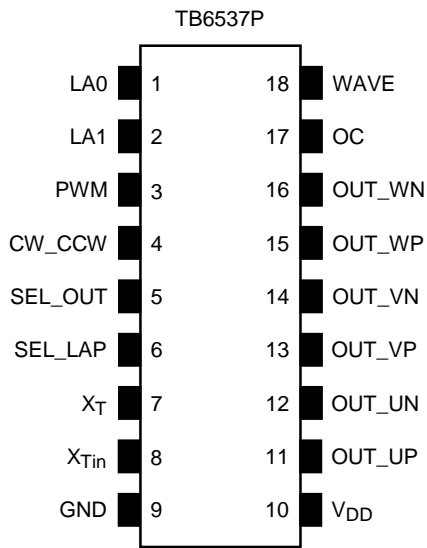 TB6537P
LA0 1 18 WAVE
LA1 2 17 OC
PWM 3 16 OUT_WN
CW_CCW 4 15 OUT_WP
SEL_OUT 5 14 OUT_VN
SEL_LAP 6 13 OUT_VP
XT 7 12 OUT_UN
XTin 8 11 OUT_UP
GND 9 10 VDD